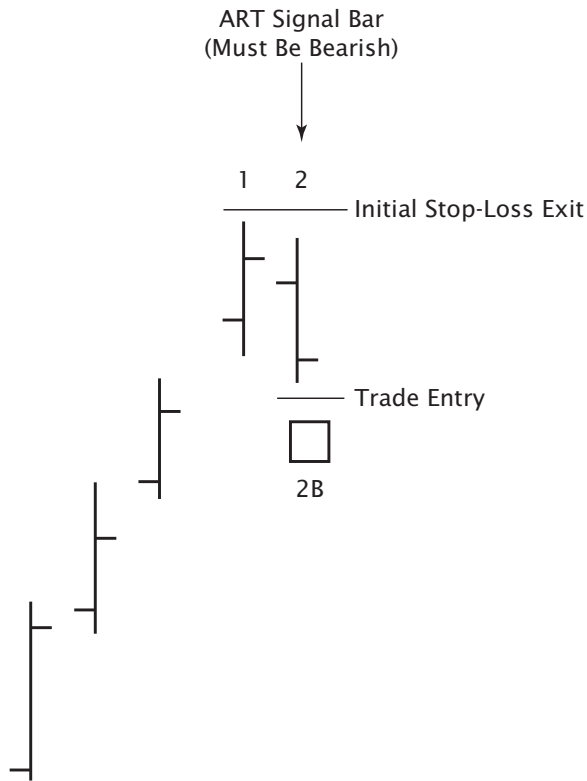 ART Signal Bar
(Must Be Bearish)
1 2
Initial Stop-Loss Exit
Trade Entry
2B